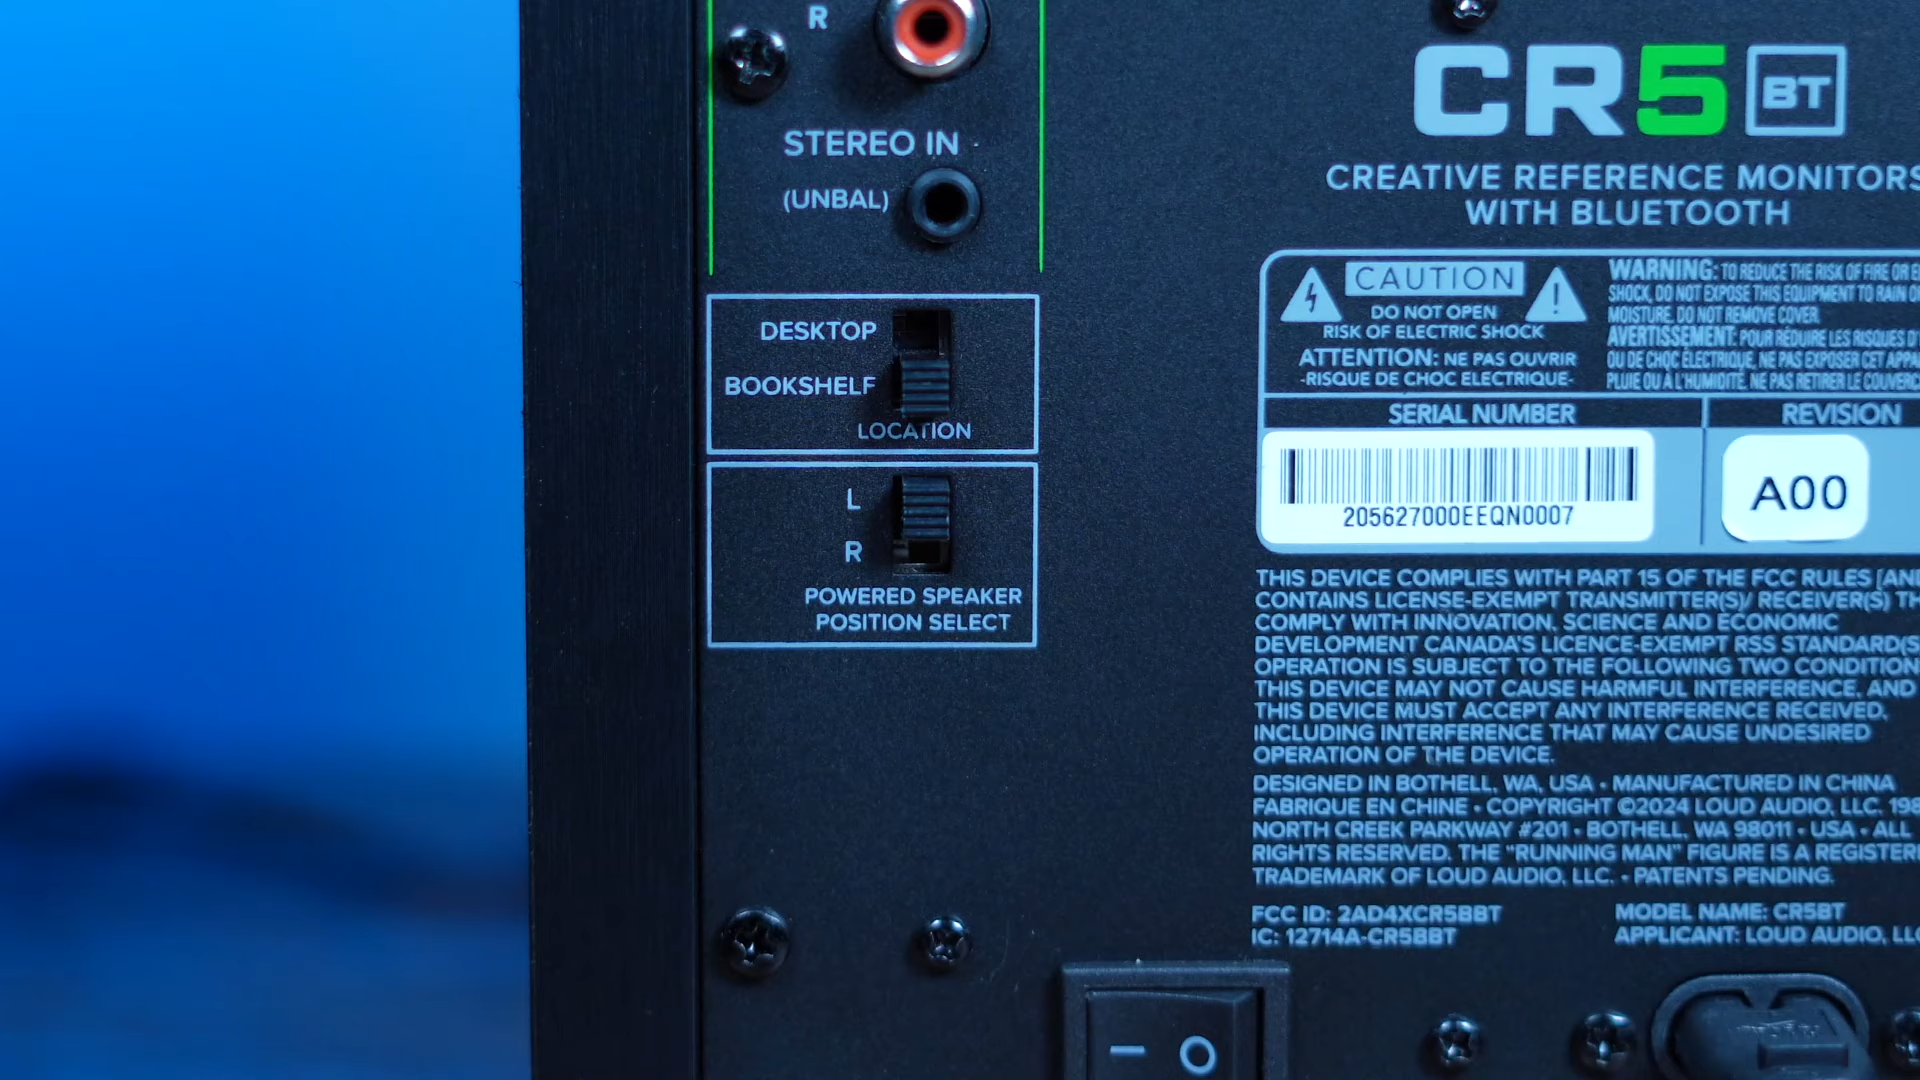 R
STEREO IN
(UNBAL)
DESKTOP
BOOKSHELF
LOCATION
L
R
POWERED SPEAKER
POSITION SELECT
CR5 BT
CREATIVE REFERENCE MONITORS
WITH BLUETOOTH
CAUTION
DO NOT OPEN
RISK OF ELECTRIC SHOCK
ATTENTION: NE PAS OUVRIR
-RISQUE DE CHOC ELECTRIQUE-
WARNING: TO REDUCE THE RISK OF FIRE OR
SHOCK, DO NOT EXPOSE THIS EQUIPMENT TO RAIN
MOISTURE. DO NOT REMOVE COVER.
AVERTISSEMENT: POUR RÉDUIRE LES RISQUES
OU DE CHOC ÉLECTRIQUE, NE PAS EXPOSER CET
PLUIE OU À L'HUMIDITÉ. NE PAS RETIRER LE
SERIAL NUMBER
REVISION
205627000EEQN0007
A00
THIS DEVICE COMPLIES WITH PART 15 OF THE FCC RULES [AND
CONTAINS LICENSE-EXEMPT TRANSMITTER(S)/ RECEIVER(S)
COMPLY WITH INNOVATION, SCIENCE AND ECONOMIC
DEVELOPMENT CANADA'S LICENCE-EXEMPT RSS STANDARD(S
OPERATION IS SUBJECT TO THE FOLLOWING TWO CONDITION
THIS DEVICE MAY NOT CAUSE HARMFUL INTERFERENCE, AND
THIS DEVICE MUST ACCEPT ANY INTERFERENCE RECEIVED,
INCLUDING INTERFERENCE THAT MAY CAUSE UNDESIRED
OPERATION OF THE DEVICE.
DESIGNED IN BOTHELL, WA, USA • MANUFACTURED IN CHINA
FABRIQUE EN CHINE • COPYRIGHT ©2024 LOUD AUDIO, LLC. 198
NORTH CREEK PARKWAY #201 • BOTHELL, WA 98011 • USA • ALL
RIGHTS RESERVED. THE "RUNNING MAN" FIGURE IS A REGISTERE
TRADEMARK OF LOUD AUDIO, LLC. • PATENTS PENDING.
FCC ID: 2AD4XCR5BBT
IC: 12714A-CR5BBT
MODEL NAME: CR5BT
APPLICANT: LOUD AUDIO, LLC